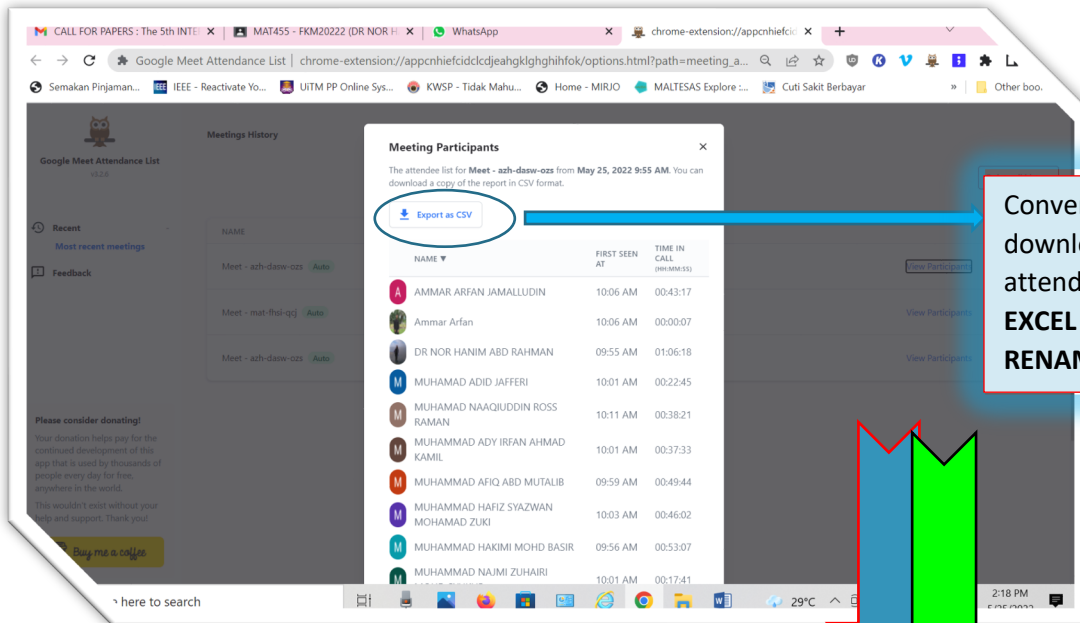 CALL FOR PAPERS : The 5th INTE
MAT455 - FKM20222 (DR NOR H
WhatsApp
chrome-extension://appcnhiefcid
Google Meet Attendance List | chrome-extension://appcnhiefcidclcdjeahgklghghihfok/options.html?path=meeting_a...
Semakan Pinjaman...
IEEE - Reactivate Yo...
UiTM PP Online Sys...
KWSP - Tidak Mahu...
Home - MIRJO
MALTESAS Explore :...
Cuti Sakit Berbayar
»
Other boo.
Google Meet Attendance List
Meetings History
Recent
Most recent meetings
Feedback
NAME
Meet - azh-dasw-ozs Auto
View Participants
Meet - mat-fhsi-qcj Auto
View Participants
Meet - azh-dasw-ozs Auto
View Participants
Please consider donating!
Your donation helps pay for the
continued development of this
app that is used by thousands of
people every day for free,
anywhere in the world.
This wouldn't exist without your
help and support. Thank you!
Buy me a coffee
Meeting Participants
The attendee list for Meet - azh-dasw-ozs from May 25, 2022 9:55 AM. You can
download a copy of the report in CSV format.
Export as CSV
NAME ▼ FIRST SEEN AT TIME IN CALL (HH:MM:SS)
A AMMAR ARFAN JAMALLUDIN 10:06 AM 00:43:17
Ammar Arfan 10:06 AM 00:00:07
DR NOR HANIM ABD RAHMAN 09:55 AM 01:06:18
M MUHAMAD ADID JAFFERI 10:01 AM 00:22:45
M MUHAMAD NAAQIUDDIN ROSS
RAMAN 10:11 AM 00:38:21
M MUHAMMAD ADY IRFAN AHMAD
KAMIL 10:01 AM 00:37:33
M MUHAMMAD AFIQ ABD MUTALIB 09:59 AM 00:49:44
M MUHAMMAD HAFIZ SYAZWAN
MOHAMAD ZUKI 10:03 AM 00:46:02
M MUHAMMAD HAKIMI MOHD BASIR 09:56 AM 00:53:07
M MUHAMMAD NAJMI ZUHAIRI
10:01 AM 00:17:41
Conve
downl
attend
EXCEL
RENAM
here to search
29°C
2:18 PM